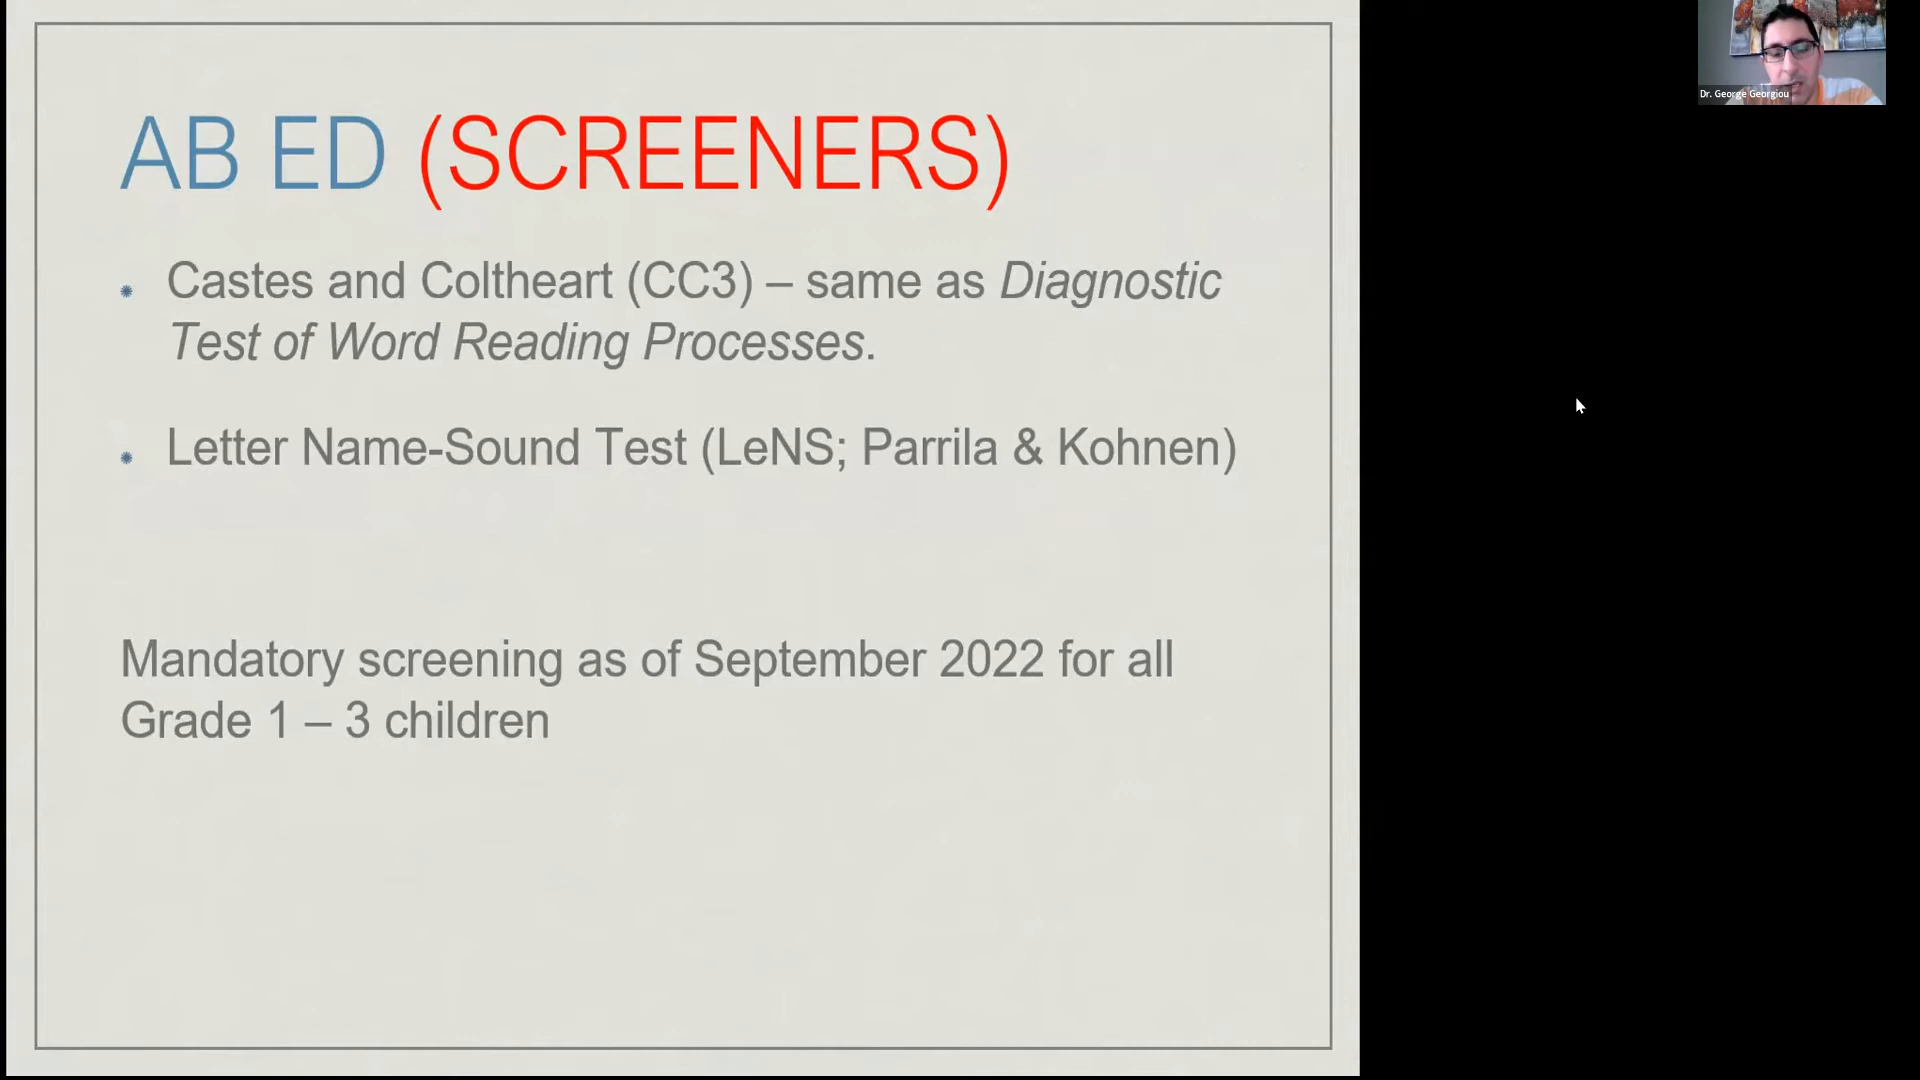 AB ED (SCREENERS)
Castes and Coltheart (CC3) – same as Diagnostic
Test of Word Reading Processes.
Letter Name-Sound Test (LeNS; Parrila & Kohnen)
Mandatory screening as of September 2022 for all
Grade 1 – 3 children
Dr. George Georgiou